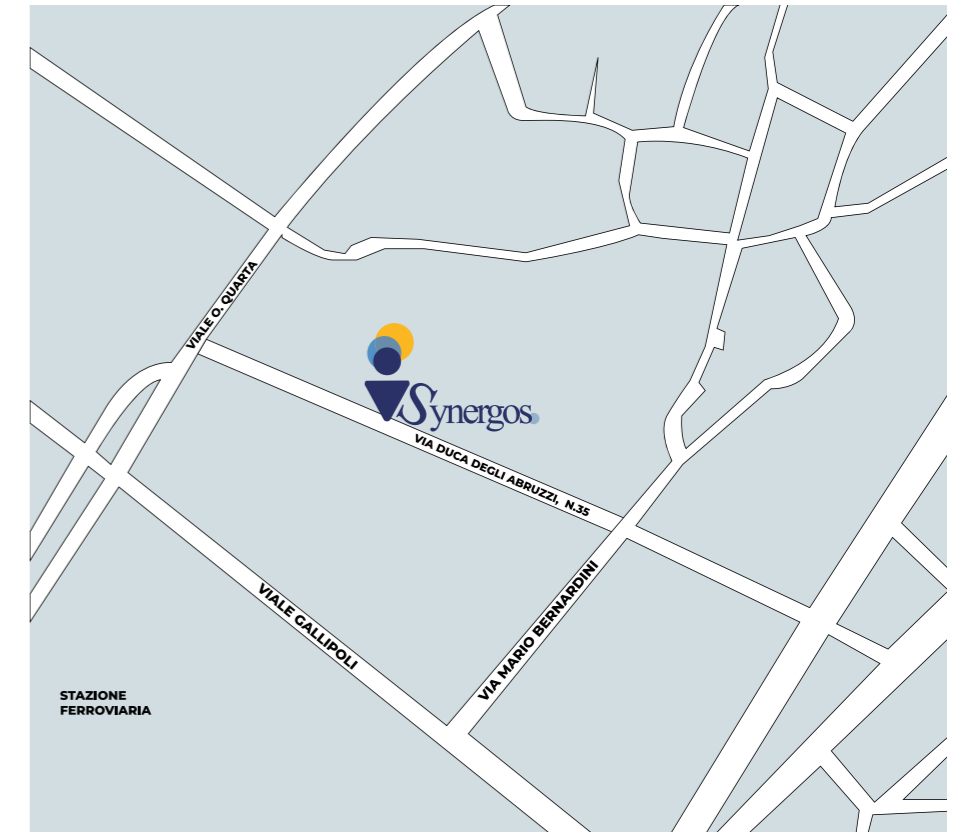 VIALE O. QUARTA
Synergos
VIA DUCA DEGLI ABRUZZI, N.35
VIA MARIO BERNARDINI
VIALE GALLIPOLI
STAZIONE
FERROVIARIA